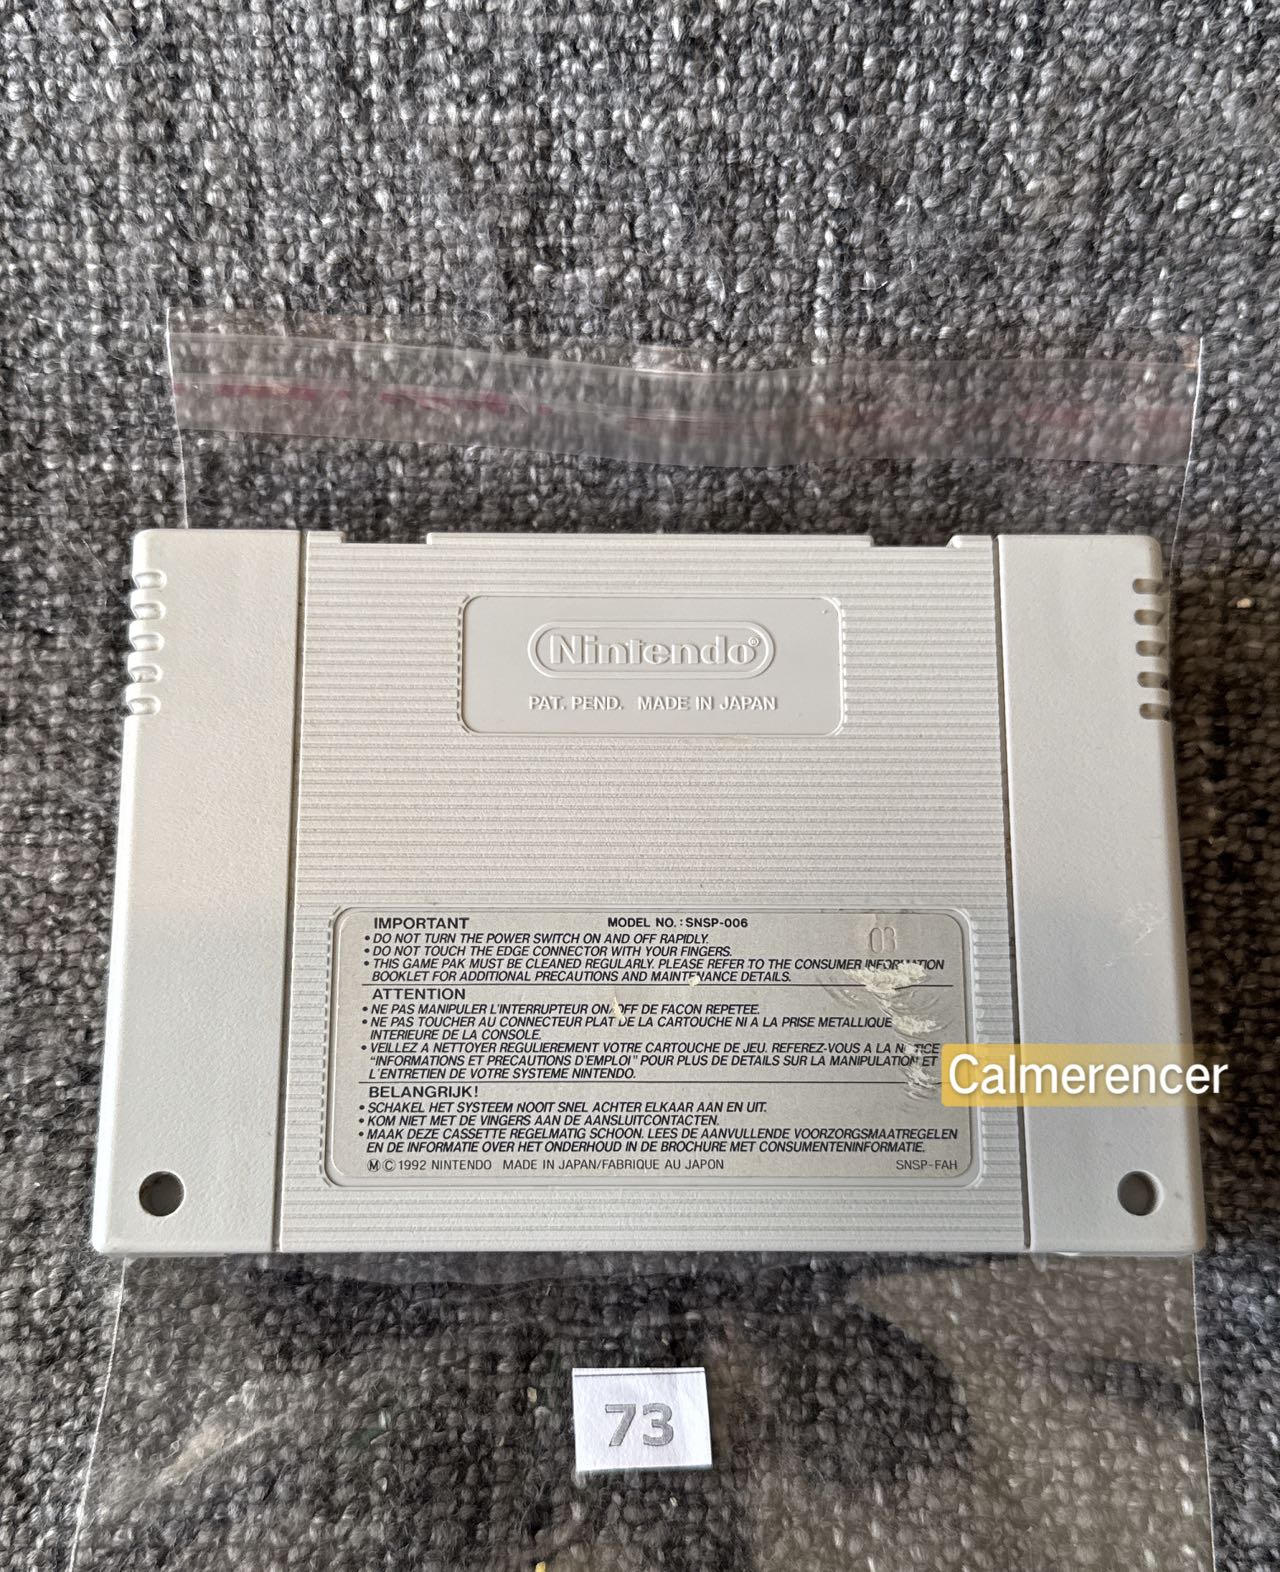 Nintendo®
PAT. PEND. MADE IN JAPAN
IMPORTANT MODEL NO. : SNSP-006
• DO NOT TURN THE POWER SWITCH ON AND OFF RAPIDLY.
• DO NOT TOUCH THE EDGE CONNECTOR WITH YOUR FINGERS.
• THIS GAME PAK MUST BE CLEANED REGULARLY. PLEASE REFER TO THE CONSUMER INFORMATION
BOOKLET FOR ADDITIONAL PRECAUTIONS AND MAINTENANCE DETAILS.
03
ATTENTION
• NE PAS MANIPULER L'INTERRUPTEUR ON/OFF DE FACON REPETEE.
• NE PAS TOUCHER AU CONNECTEUR PLAT DE LA CARTOUCHE NI A LA PRISE METALLIQUE
INTERIEURE DE LA CONSOLE.
• VEILLEZ A NETTOYER REGULIEREMENT VOTRE CARTOUCHE DE JEU. REFEREZ-VOUS A LA NOTICE
"INFORMATIONS ET PRECAUTIONS D'EMPLOI" POUR PLUS DE DETAILS SUR LA MANIPULATION ET
L'ENTRETIEN DE VOTRE SYSTEME NINTENDO.
Calmerencer
BELANGRIJK!
• SCHAKEL HET SYSTEEM NOOIT SNEL ACHTER ELKAAR AAN EN UIT.
• KOM NIET MET DE VINGERS AAN DE AANSLUITCONTACTEN.
• MAAK DEZE CASSETTE REGELMATIG SCHOON. LEES DE AANVULLENDE VOORZORGSMAATREGELEN
EN DE INFORMATIE OVER HET ONDERHOUD IN DE BROCHURE MET CONSUMENTENINFORMATIE.
Ⓜ © 1992 NINTENDO MADE IN JAPAN/FABRIQUE AU JAPON SNSP-FAH
73